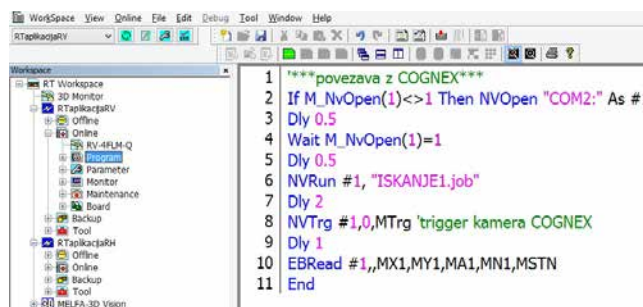 WorkSpace View Online File Edit Debug Tool Window Help
RTaplikacijaRV
Workspace
RT Workspace
3D Monitor
RTaplikacijaRV
Offline
Online
RV-4FLM-Q
Program
Parameter
Monitor
Maintenance
Board
Backup
Tool
RTaplikacijaRH
Offline
Online
Backup
Tool
MELFA-3D Vision
1 '***povezava z COGNEX***
2 If M_NvOpen(1)<>1 Then NVOpen "COM2:" As #
3 Dly 0.5
4 Wait M_NvOpen(1)=1
5 Dly 0.5
6 NVRun #1, "ISKANJE1.job"
7 Dly 2
8 NVTrg #1,0,MTrg 'trigger kamera COGNEX
9 Dly 1
10 EBRead #1,,MX1,MY1,MA1,MN1,MSTN
11 End